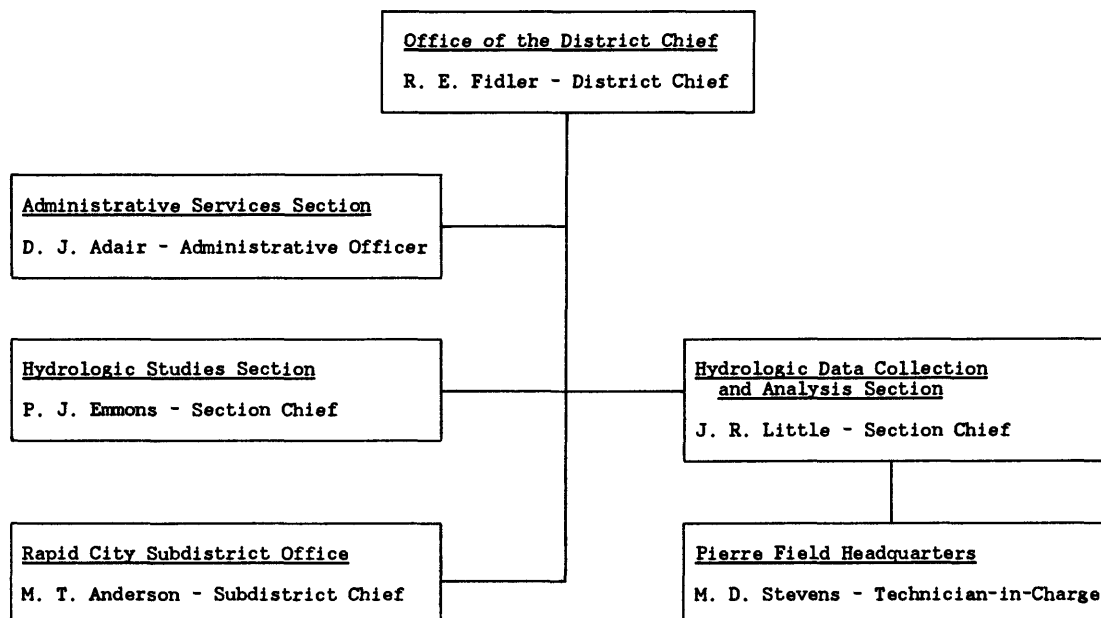 Office of the District Chief
R. E. Fidler - District Chief
Administrative Services Section
D. J. Adair - Administrative Officer
Hydrologic Studies Section
P. J. Emmons - Section Chief
Hydrologic Data Collection
and Analysis Section
J. R. Little - Section Chief
Rapid City Subdistrict Office
M. T. Anderson - Subdistrict Chief
Pierre Field Headquarters
M. D. Stevens - Technician-in-Charge